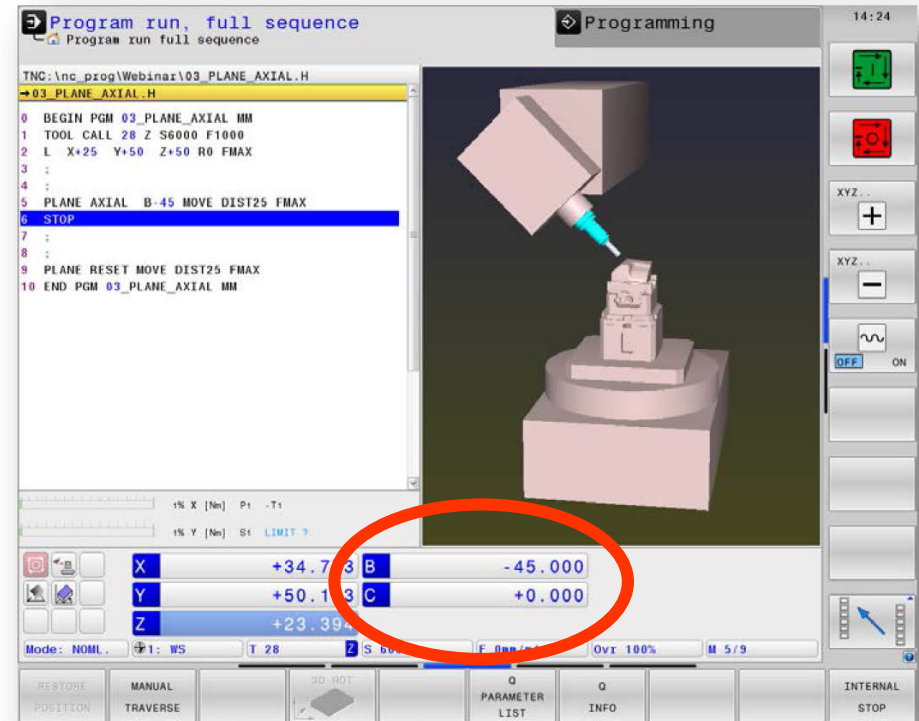 Program run, full sequence
Program run full sequence
Programming
14:24
TNC:\nc_prog\Webinar\03_PLANE_AXIAL.H
→03_PLANE_AXIAL.H
0 BEGIN PGM 03_PLANE_AXIAL MM
1 TOOL CALL 28 Z S6000 F1000
2 L X+25 Y+50 Z+50 R0 FMAX
3 ;
4 ;
5 PLANE AXIAL B-45 MOVE DIST25 FMAX
6 STOP
7 ;
8 ;
9 PLANE RESET MOVE DIST25 FMAX
10 END PGM 03_PLANE_AXIAL MM
XYZ..
+
XYZ..
−
OFF ON
1% X [Nm] P1 -T1
1% Y [Nm] S1 LIMIT ?
X B -45.000
Y C +0.000
Z +23.394
Mode: NOML. 1: WS T 28 Z S Ovr 100% M 5/9
RESTORE POSITION
MANUAL TRAVERSE
3D ROT
Q PARAMETER LIST
Q INFO
INTERNAL STOP